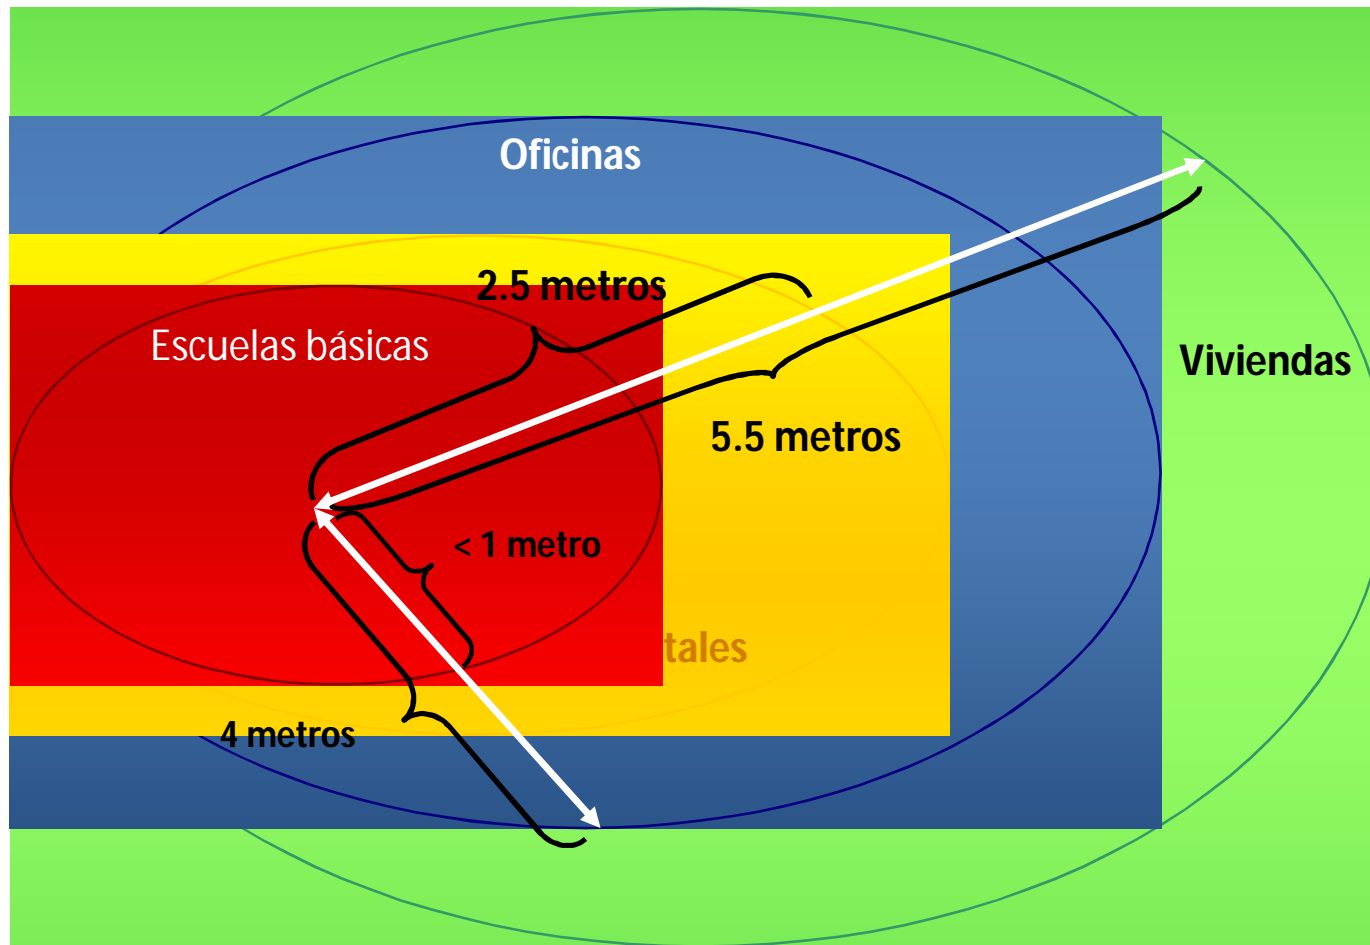 Oficinas
2.5 metros
Escuelas básicas
Viviendas
5.5 metros
< 1 metro
tales
4 metros